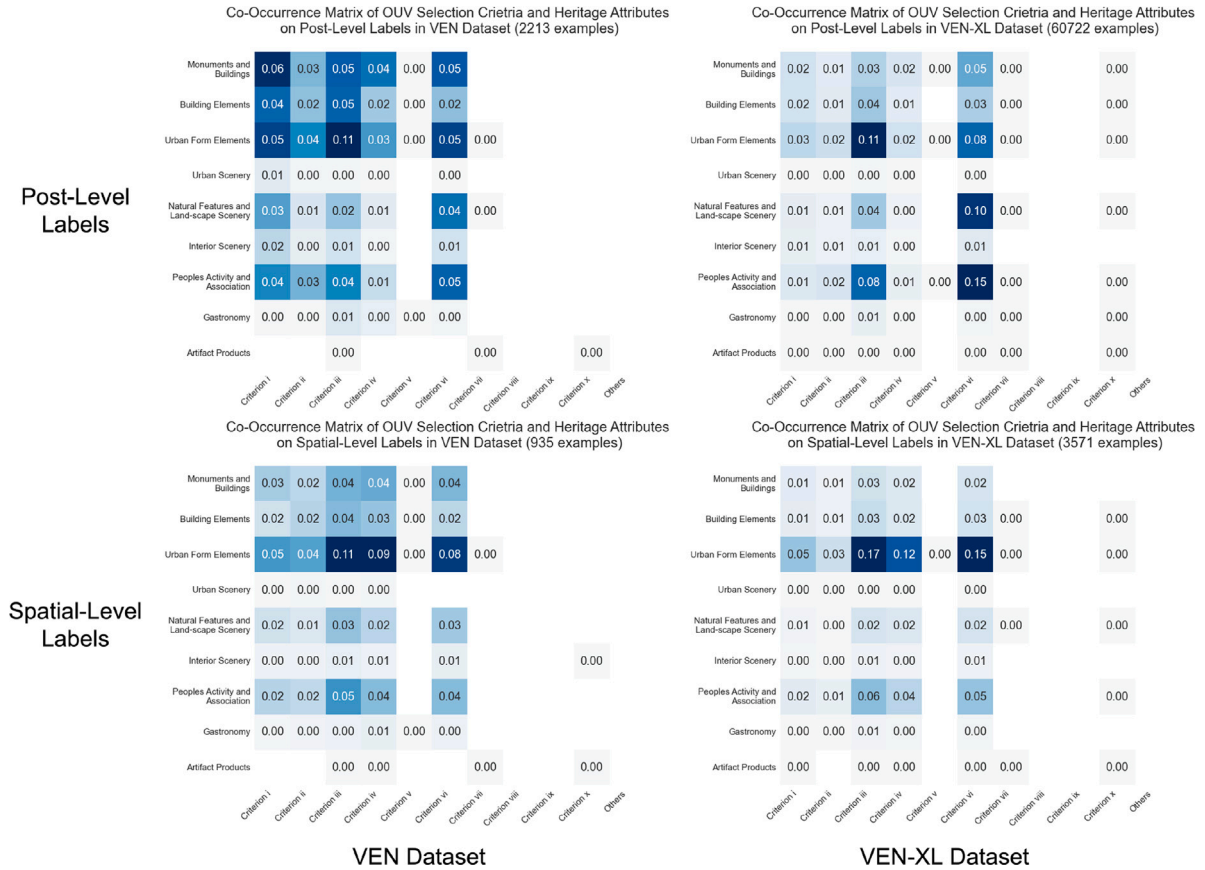 Co-Occurrence Matrix of OUV Selection Crietria and Heritage Attributes
on Post-Level Labels in VEN Dataset (2213 examples)
Monuments and
Buildings
0.06 0.03 0.05 0.04 0.00 0.05
Building Elements
0.04 0.02 0.05 0.02 0.00 0.02
Urban Form Elements
0.05 0.04 0.11 0.03 0.00 0.05 0.00
Urban Scenery
0.01 0.00 0.00 0.00 0.00
Natural Features and
Land-scape Scenery
0.03 0.01 0.02 0.01 0.04 0.00
Interior Scenery
0.02 0.00 0.01 0.00 0.01
Peoples Activity and
Association
0.04 0.03 0.04 0.01 0.05
Gastronomy
0.00 0.00 0.01 0.00 0.00 0.00
Artifact Products
0.00 0.00 0.00
Criterion i
Criterion ii
Criterion iii
Criterion iv
Criterion v
Criterion vi
Criterion vii
Criterion viii
Criterion ix
Criterion x
Others
Co-Occurrence Matrix of OUV Selection Crietria and Heritage Attributes
on Post-Level Labels in VEN-XL Dataset (60722 examples)
Monuments and
Buildings
0.02 0.01 0.03 0.02 0.00 0.05 0.00 0.00
Building Elements
0.02 0.01 0.04 0.01 0.03 0.00 0.00
Urban Form Elements
0.03 0.02 0.11 0.02 0.00 0.08 0.00 0.00
Urban Scenery
0.00 0.00 0.00 0.00 0.00
Natural Features and
Land-scape Scenery
0.01 0.01 0.04 0.00 0.10 0.00 0.00
Interior Scenery
0.01 0.01 0.01 0.00 0.01
Peoples Activity and
Association
0.01 0.02 0.08 0.01 0.00 0.15 0.00 0.00
Gastronomy
0.00 0.00 0.01 0.00 0.00 0.00 0.00
Artifact Products
0.00 0.00 0.00 0.00 0.00 0.00 0.00
Criterion i
Criterion ii
Criterion iii
Criterion iv
Criterion v
Criterion vi
Criterion vii
Criterion viii
Criterion ix
Criterion x
Others
Post-Level
Labels
Co-Occurrence Matrix of OUV Selection Crietria and Heritage Attributes
on Spatial-Level Labels in VEN Dataset (935 examples)
Monuments and
Buildings
0.03 0.02 0.04 0.04 0.00 0.04
Building Elements
0.02 0.02 0.04 0.03 0.00 0.02
Urban Form Elements
0.05 0.04 0.11 0.09 0.00 0.08 0.00
Urban Scenery
0.00 0.00 0.00 0.00
Natural Features and
Land-scape Scenery
0.02 0.01 0.03 0.02 0.03
Interior Scenery
0.00 0.00 0.01 0.01 0.01 0.00
Peoples Activity and
Association
0.02 0.02 0.05 0.04 0.04
Gastronomy
0.00 0.00 0.00 0.01 0.00 0.00
Artifact Products
0.00 0.00 0.00 0.00
Criterion i
Criterion ii
Criterion iii
Criterion iv
Criterion v
Criterion vi
Criterion vii
Criterion viii
Criterion ix
Criterion x
Others
Co-Occurrence Matrix of OUV Selection Crietria and Heritage Attributes
on Spatial-Level Labels in VEN-XL Dataset (3571 examples)
Monuments and
Buildings
0.01 0.01 0.03 0.02 0.02
Building Elements
0.01 0.01 0.03 0.02 0.03 0.00 0.00
Urban Form Elements
0.05 0.03 0.17 0.12 0.00 0.15 0.00 0.00
Urban Scenery
0.00 0.00 0.00 0.00 0.00
Natural Features and
Land-scape Scenery
0.01 0.00 0.02 0.02 0.02 0.00 0.00
Interior Scenery
0.00 0.00 0.01 0.00 0.01
Peoples Activity and
Association
0.02 0.01 0.06 0.04 0.05 0.00
Gastronomy
0.00 0.00 0.01 0.00 0.00
Artifact Products
0.00 0.00 0.00 0.00 0.00 0.00
Criterion i
Criterion ii
Criterion iii
Criterion iv
Criterion v
Criterion vi
Criterion vii
Criterion viii
Criterion ix
Criterion x
Others
Spatial-Level
Labels
VEN Dataset
VEN-XL Dataset